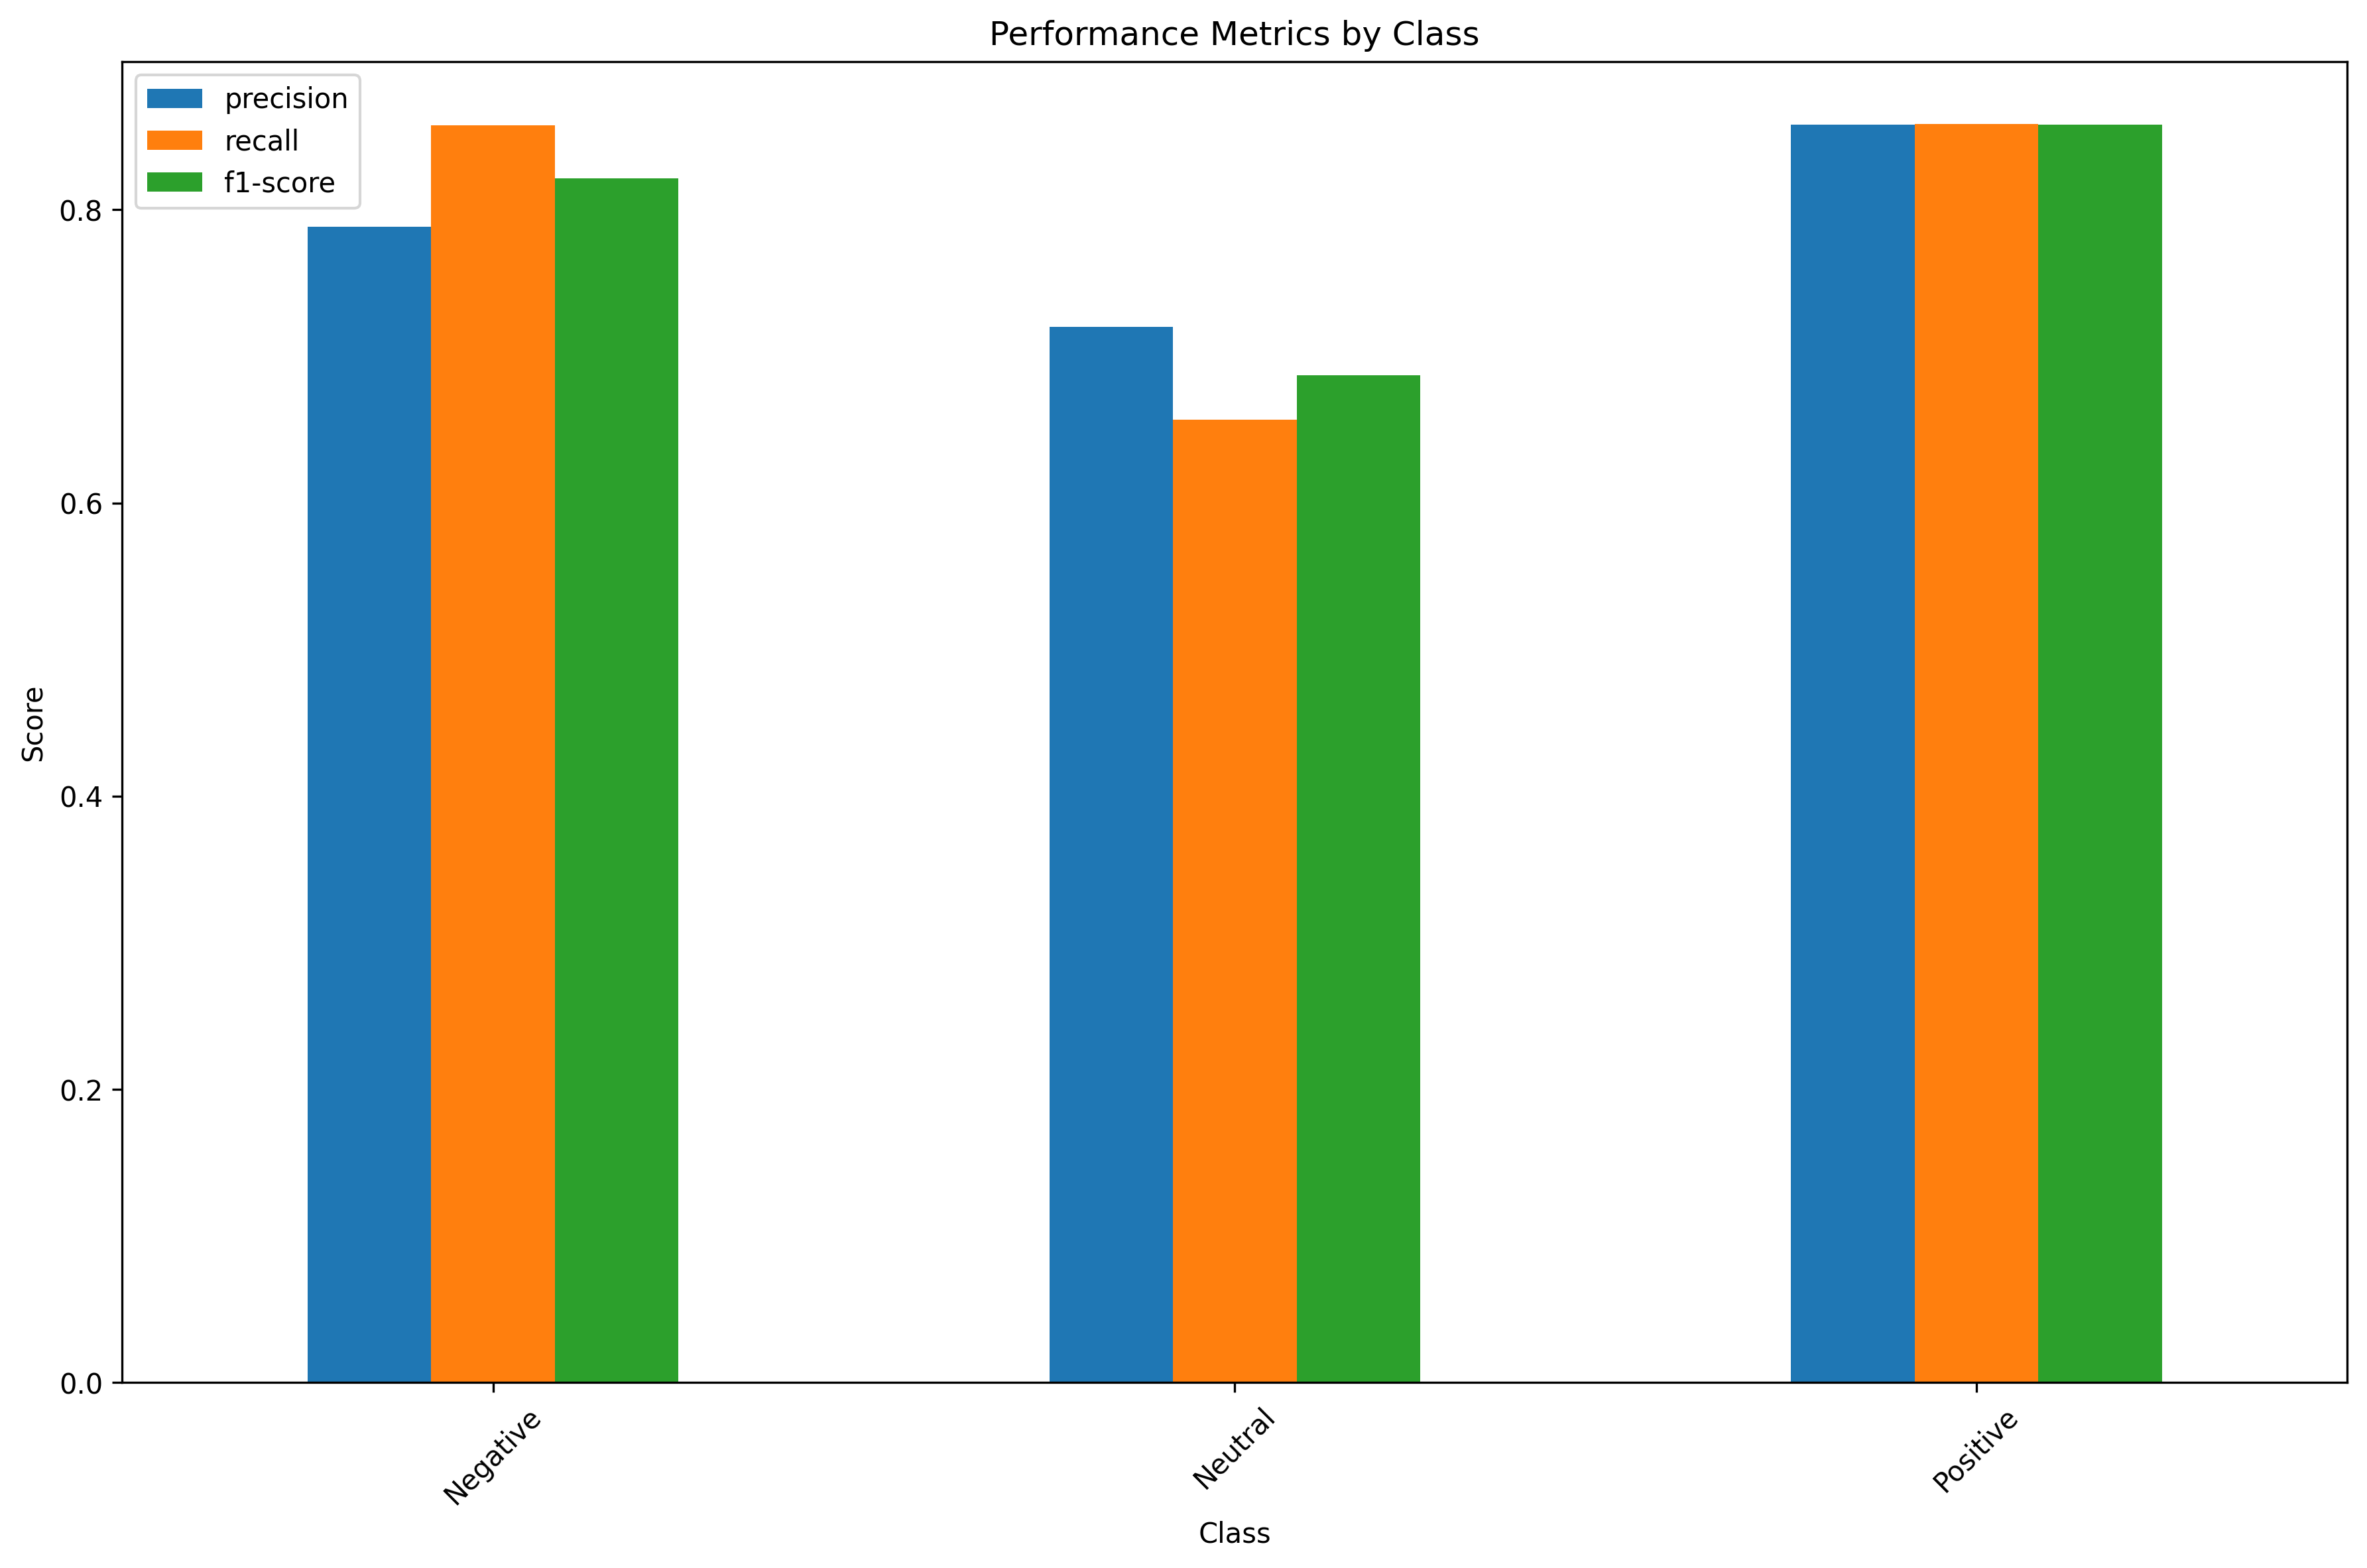 Performance Metrics by Class
precision
recall
f1-score
Score
0.8
0.6
0.4
0.2
0.0
Negative
Neutral
Positive
Class